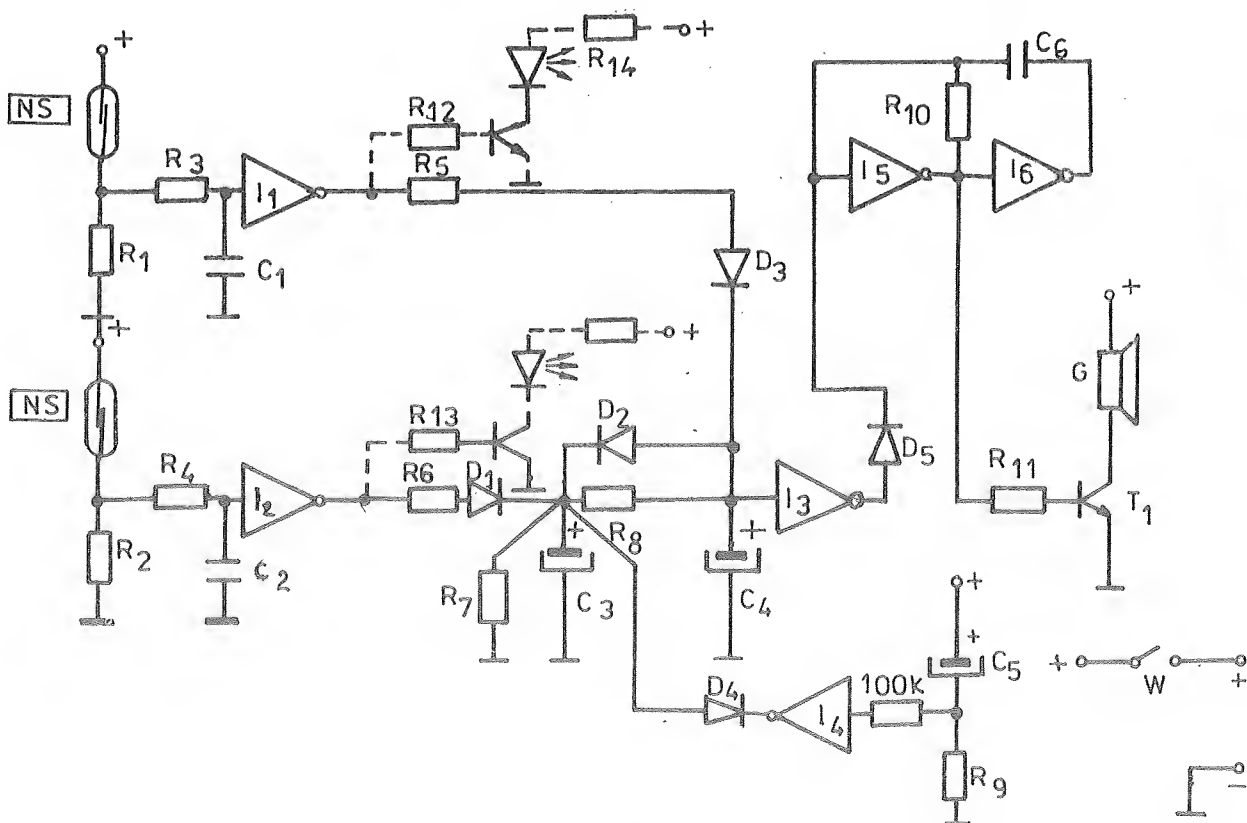 +
NS
R3
I1
R1
C1
R12
R5
R14
+
D3
C6
R10
I5
I6
+
NS
R4
I2
R2
C2
R13
+
R6
D1
D2
R8
+
R7
C3
I3
+
C4
D5
+
G
R11
T1
+
+
C5
D4
I4
100K
R9
+
W
+
-